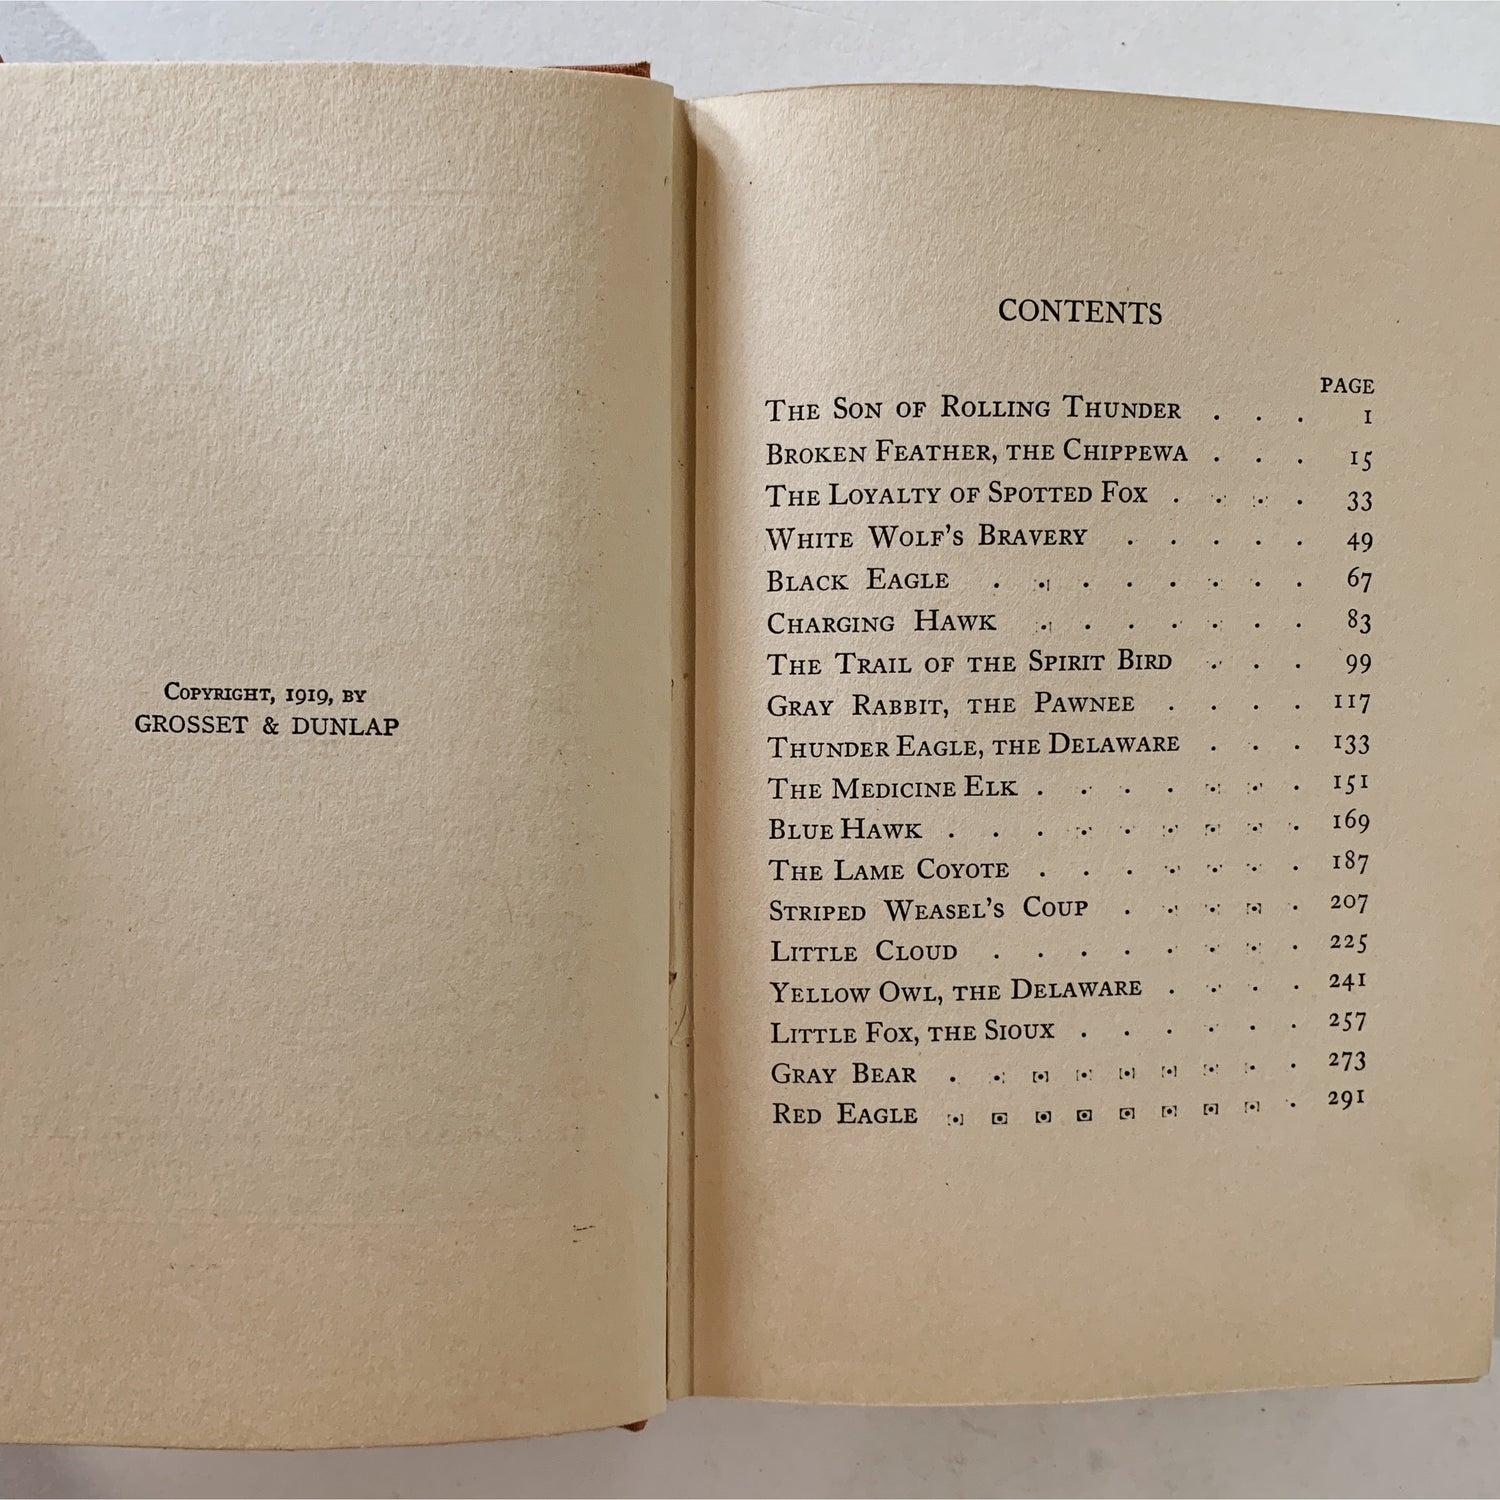 Copyright, 1919, by
GROSSET & DUNLAP
CONTENTS
PAGE
The Son of Rolling Thunder . . . 1
Broken Feather, the Chippewa . . . 15
The Loyalty of Spotted Fox . . . . 33
White Wolf's Bravery . . . . . 49
Black Eagle . . . . . . . . 67
Charging Hawk . . . . . . . 83
The Trail of the Spirit Bird . . . 99
Gray Rabbit, the Pawnee . . . . 117
Thunder Eagle, the Delaware . . . 133
The Medicine Elk . . . . . . . 151
Blue Hawk . . . . . . . . . 169
The Lame Coyote . . . . . . . 187
Striped Weasel's Coup . . . . . 207
Little Cloud . . . . . . . . 225
Yellow Owl, the Delaware . . . . 241
Little Fox, the Sioux . . . . . . 257
Gray Bear . . . . . . . . . 273
Red Eagle . . . . . . . . . 291